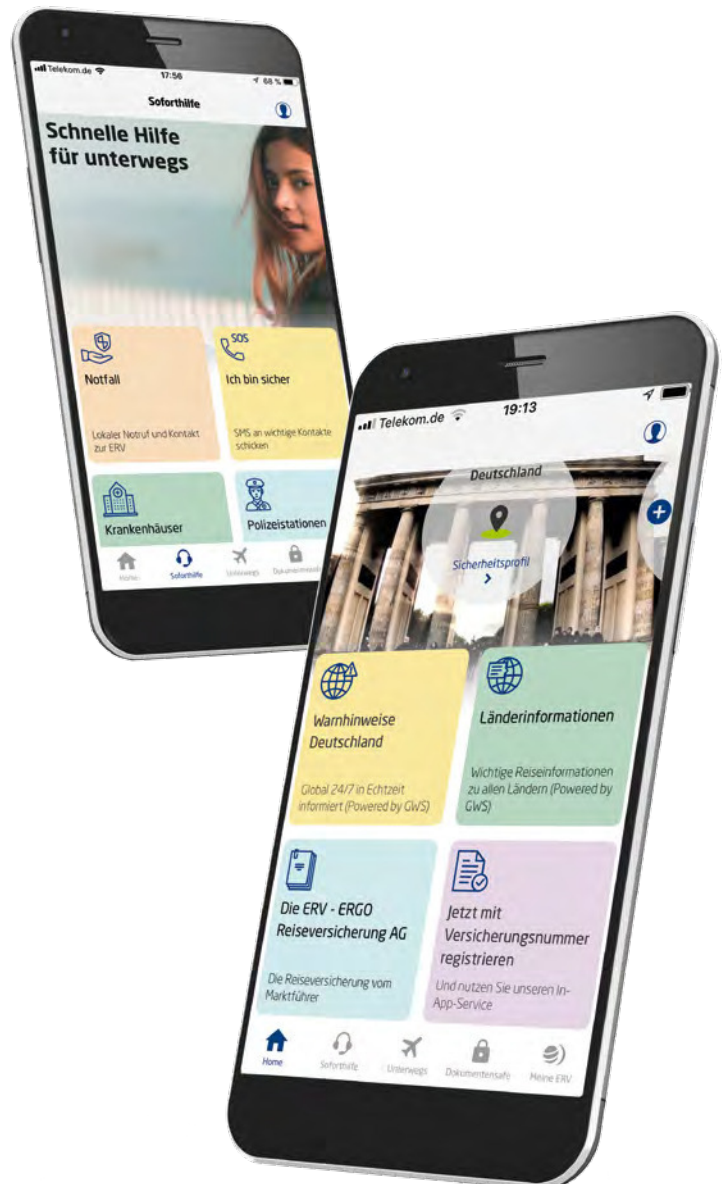 Telekom.de
17:56
68 %
Soforthilfe
Schnelle Hilfe
für unterwegs
Notfall
Lokaler Notruf und Kontakt
zur ERV
SOS
Ich bin sicher
SMS an wichtige Kontakte
schicken
Krankenhäuser
Polizeistationen
Home
Soforthilfe
Unterwegs
Telekom.de
19:13
Deutschland
Sicherheitsprofil
Warnhinweise
Deutschland
Global 24/7 in Echtzeit
informiert (Powered by GWS)
Länderinformationen
Wichtige Reiseinformationen
zu allen Ländern (Powered by
GWS)
Die ERV - ERGO
Reiseversicherung AG
Die Reiseversicherung vom
Marktführer
Jetzt mit
Versicherungsnummer
registrieren
Und nutzen Sie unseren In-
App-Service
Home
Soforthilfe
Unterwegs
Dokumentensafe
Meine ERV